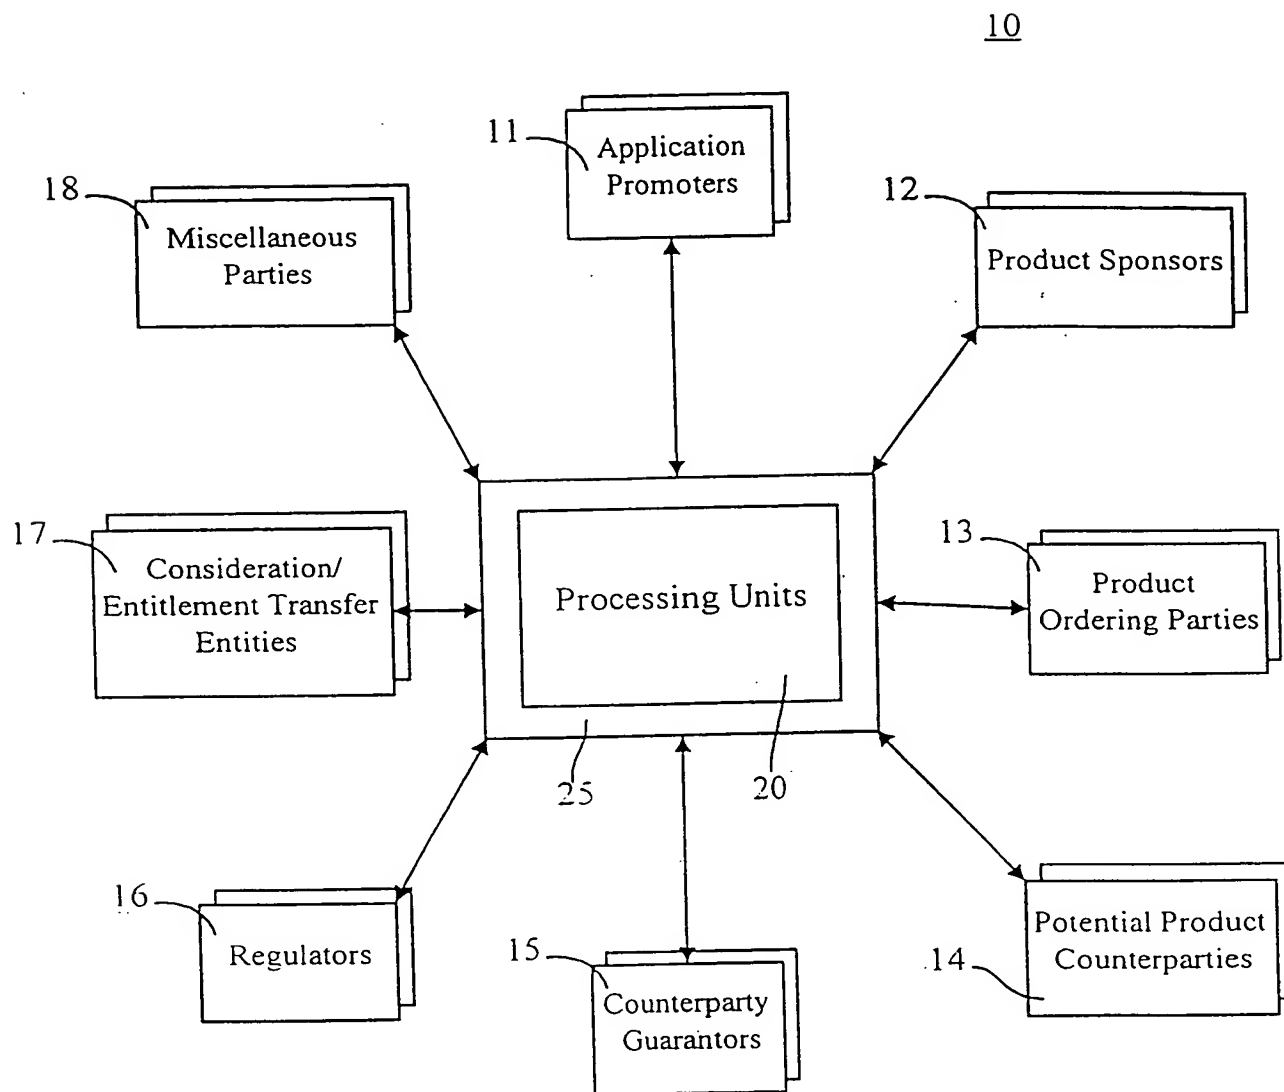 10
11
Application
Promoters
18
Miscellaneous
Parties
12
Product Sponsors
17
Consideration/
Entitlement Transfer
Entities
Processing Units
13
Product
Ordering Parties
25
20
16
Regulators
15
Counterparty
Guarantors
Potential Product
Counterparties
14